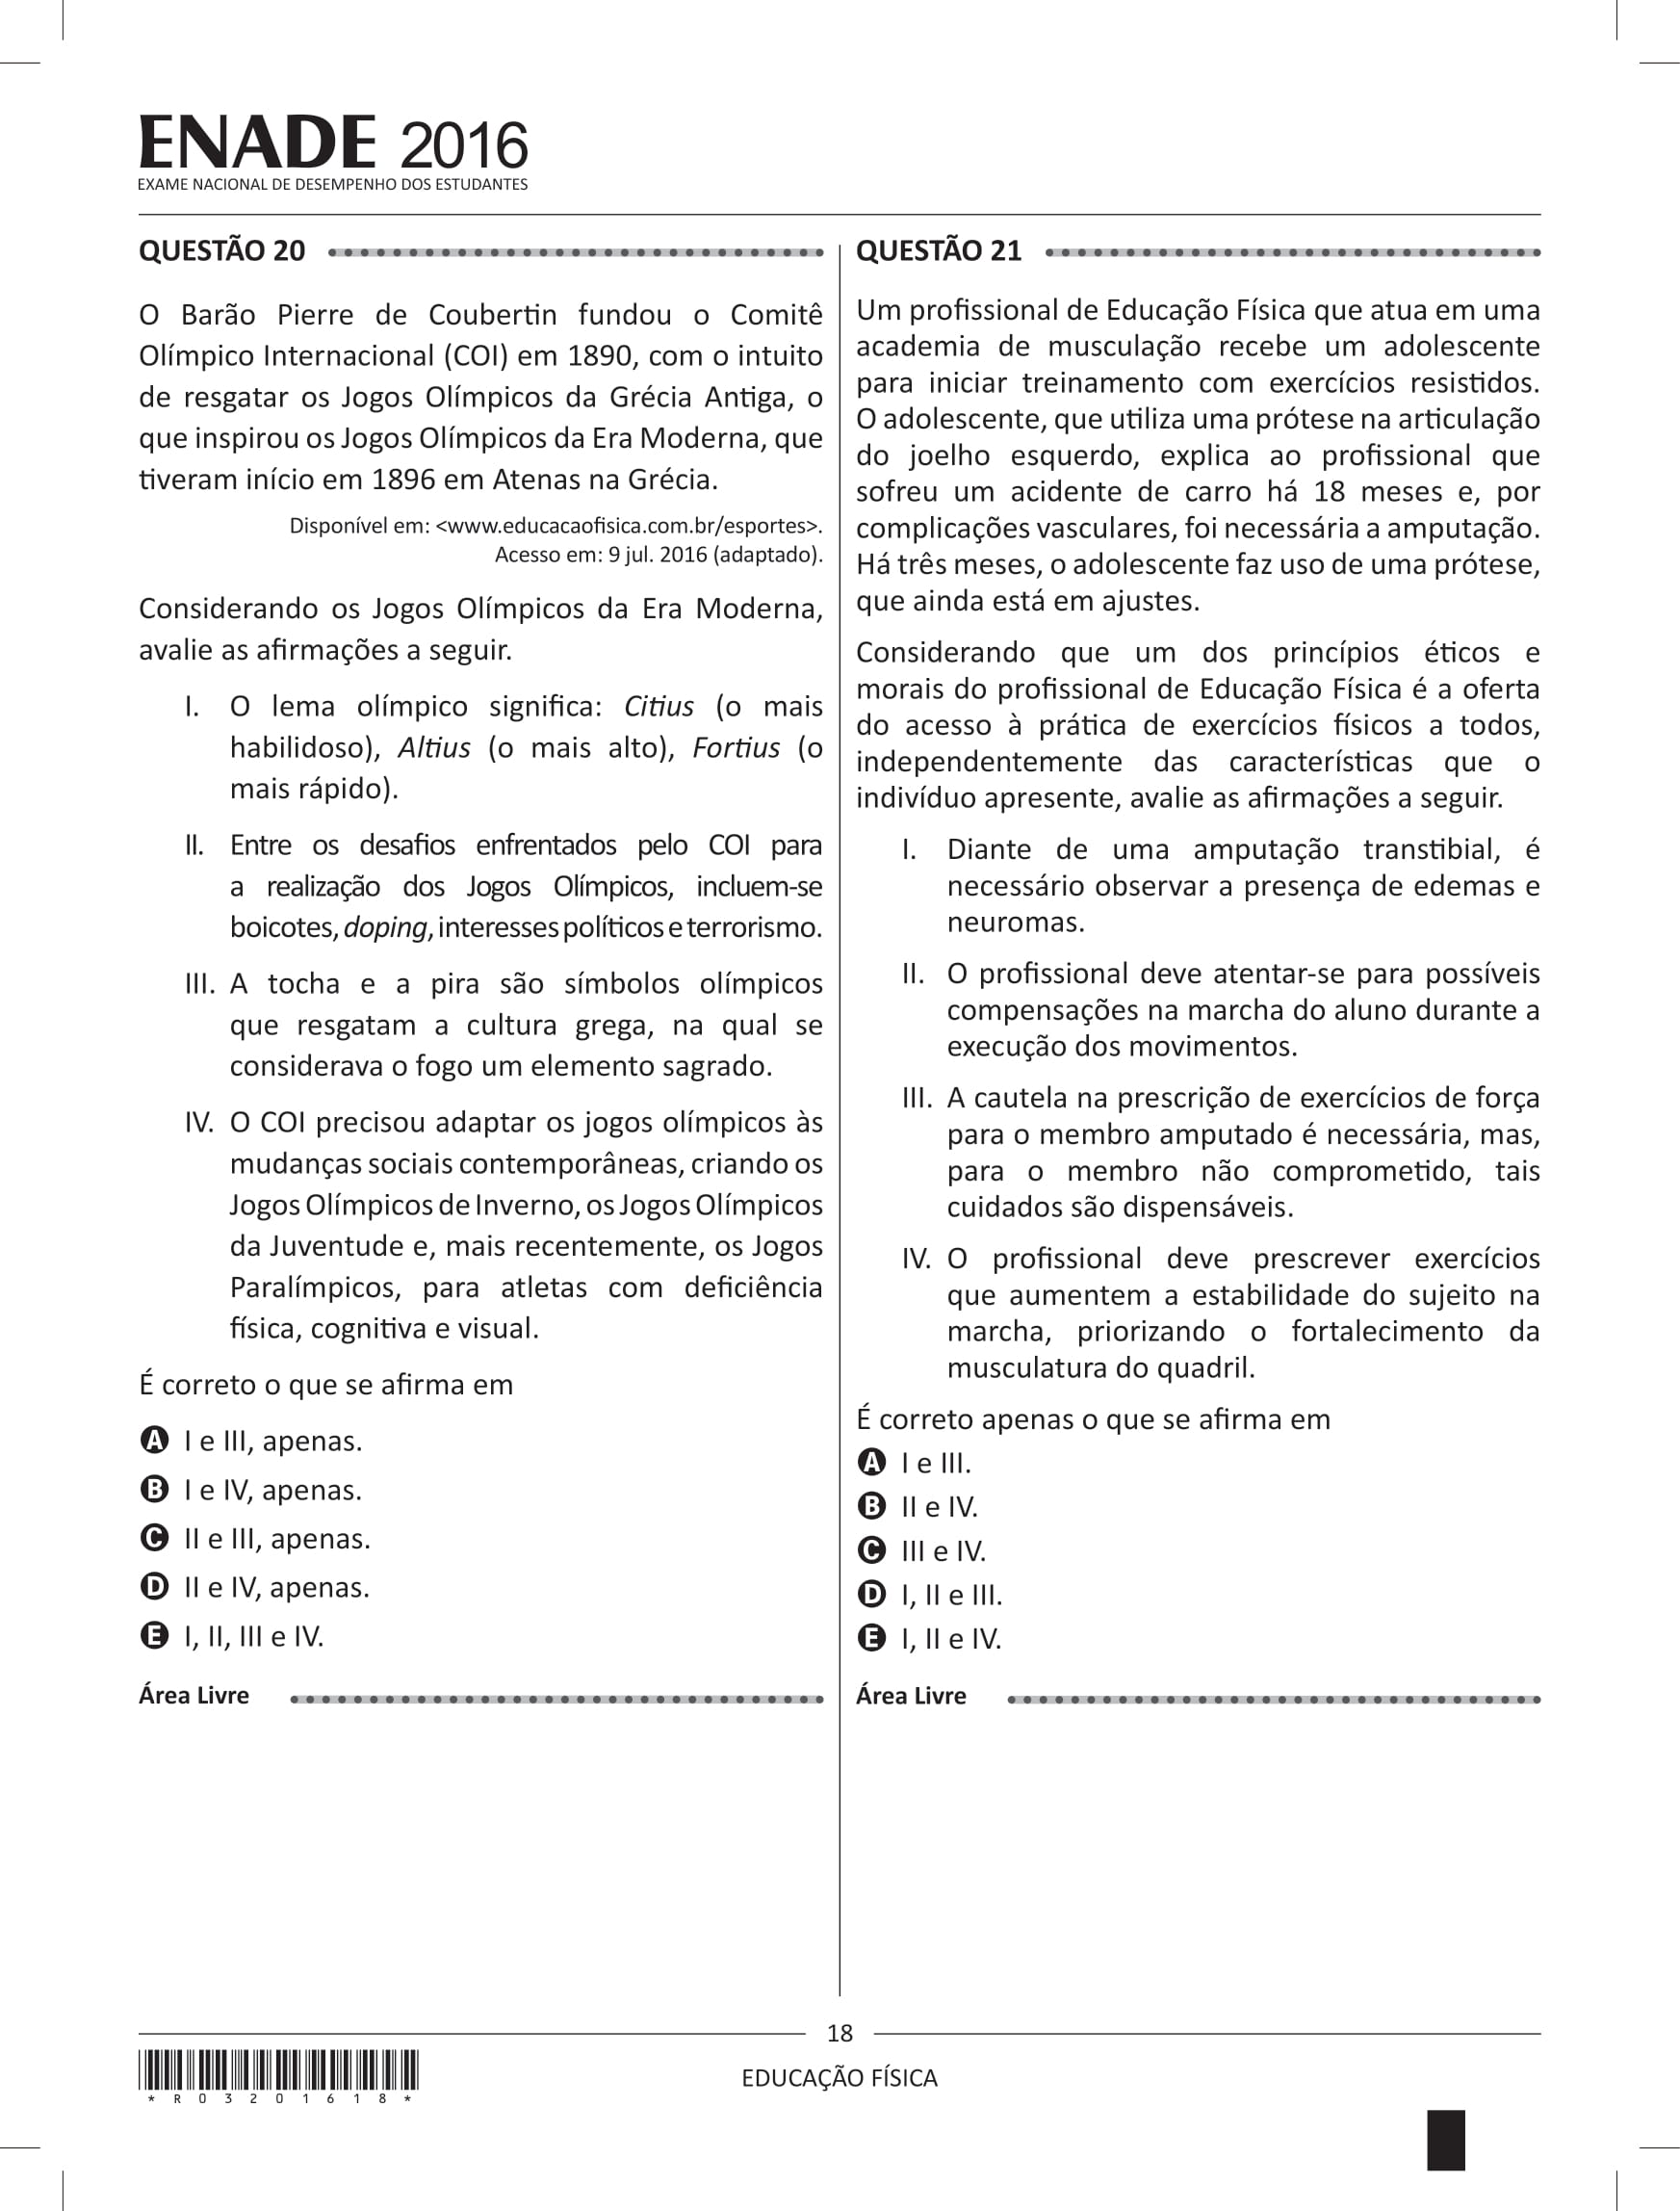 ENADE 2016
EXAME NACIONAL DE DESEMPENHO DOS ESTUDANTES
QUESTÃO 20
O Barão Pierre de Coubertin fundou o Comitê
Olímpico Internacional (COI) em 1890, com o intuito
de resgatar os Jogos Olímpicos da Grécia Antiga, o
que inspirou os Jogos Olímpicos da Era Moderna, que
tiveram início em 1896 em Atenas na Grécia.
Disponível em: <www.educacaofisica.com.br/esportes>.
Acesso em: 9 jul. 2016 (adaptado).
Considerando os Jogos Olímpicos da Era Moderna,
avalie as afirmações a seguir.
I. O lema olímpico significa: Citius (o mais
habilidoso), Altius (o mais alto), Fortius (o
mais rápido).
II. Entre os desafios enfrentados pelo COI para
a realização dos Jogos Olímpicos, incluem-se
boicotes, doping, interesses políticos e terrorismo.
III. A tocha e a pira são símbolos olímpicos
que resgatam a cultura grega, na qual se
considerava o fogo um elemento sagrado.
IV. O COI precisou adaptar os jogos olímpicos às
mudanças sociais contemporâneas, criando os
Jogos Olímpicos de Inverno, os Jogos Olímpicos
da Juventude e, mais recentemente, os Jogos
Paralímpicos, para atletas com deficiência
física, cognitiva e visual.
É correto o que se afirma em
A I e III, apenas.
B I e IV, apenas.
C II e III, apenas.
D II e IV, apenas.
E I, II, III e IV.
Área Livre
QUESTÃO 21
Um profissional de Educação Física que atua em uma
academia de musculação recebe um adolescente
para iniciar treinamento com exercícios resistidos.
O adolescente, que utiliza uma prótese na articulação
do joelho esquerdo, explica ao profissional que
sofreu um acidente de carro há 18 meses e, por
complicações vasculares, foi necessária a amputação.
Há três meses, o adolescente faz uso de uma prótese,
que ainda está em ajustes.
Considerando que um dos princípios éticos e
morais do profissional de Educação Física é a oferta
do acesso à prática de exercícios físicos a todos,
independentemente das características que o
indivíduo apresente, avalie as afirmações a seguir.
I. Diante de uma amputação transtibial, é
necessário observar a presença de edemas e
neuromas.
II. O profissional deve atentar-se para possíveis
compensações na marcha do aluno durante a
execução dos movimentos.
III. A cautela na prescrição de exercícios de força
para o membro amputado é necessária, mas,
para o membro não comprometido, tais
cuidados são dispensáveis.
IV. O profissional deve prescrever exercícios
que aumentem a estabilidade do sujeito na
marcha, priorizando o fortalecimento da
musculatura do quadril.
É correto apenas o que se afirma em
A I e III.
B II e IV.
C III e IV.
D I, II e III.
E I, II e IV.
Área Livre
18
EDUCAÇÃO FÍSICA
* R 0 3 2 0 1 6 1 8 *